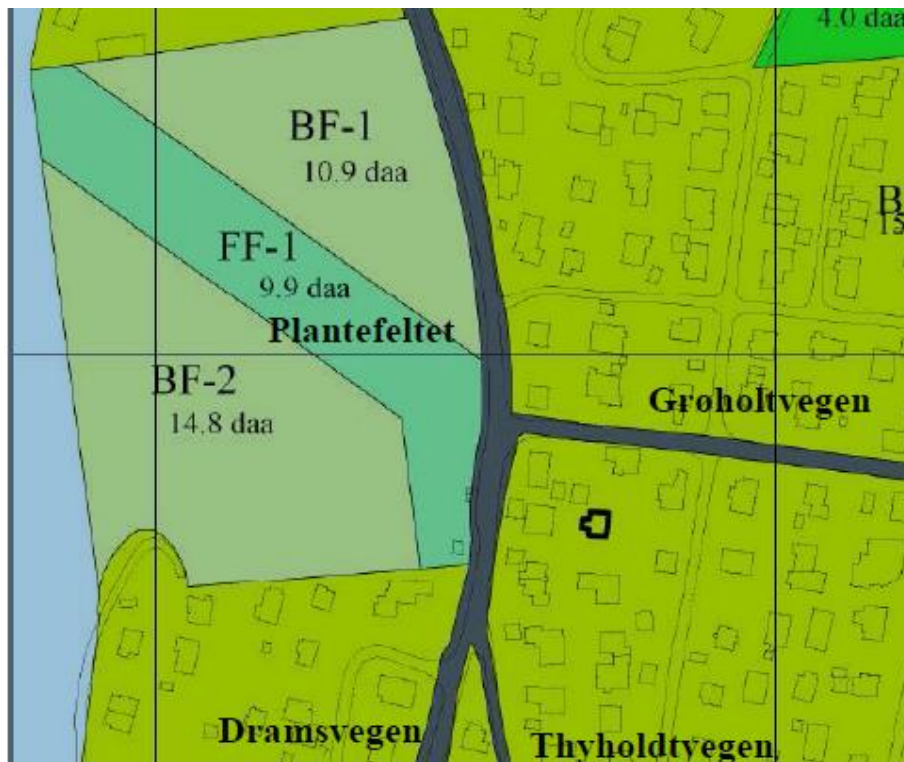 4.0 daa
BF-1
10.9 daa
B
15
FF-1
9.9 daa
Plantefeltet
BF-2
14.8 daa
Grøholtvegen
Dramsvegen
Thyholdtvegen